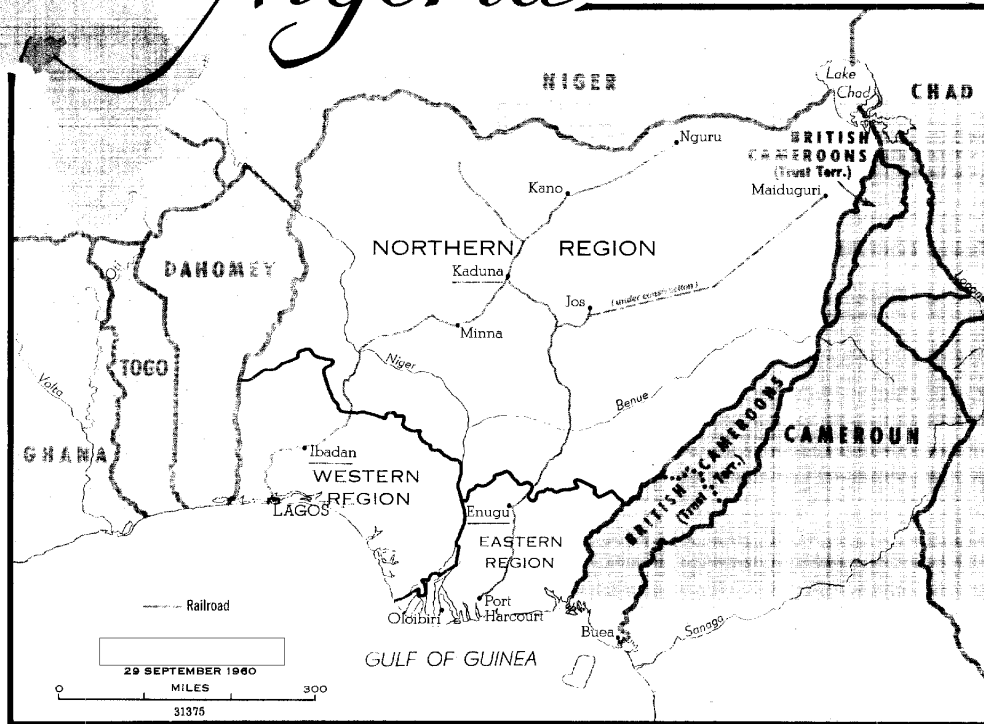 Nigeria
NIGER
Lake
Chad
CHAD
BRITISH
CAMEROONS
(Trust Terr.)
Nguru
Kano
Maiduguri
NORTHERN REGION
DAHOMEY
Kaduna
Jos
(under construction)
Logone
Minna
TOGO
Niger
Volta
Benue
GHANA
BRITISH CAMEROONS
(Trust Terr.)
CAMEROUN
Ibadan
WESTERN
REGION
LAGOS
Enugu
EASTERN
REGION
Railroad
Oloibiri
Port
Harcourt
Buea
Sanaga
GULF OF GUINEA
29 SEPTEMBER 1960
MILES
0 300
31375